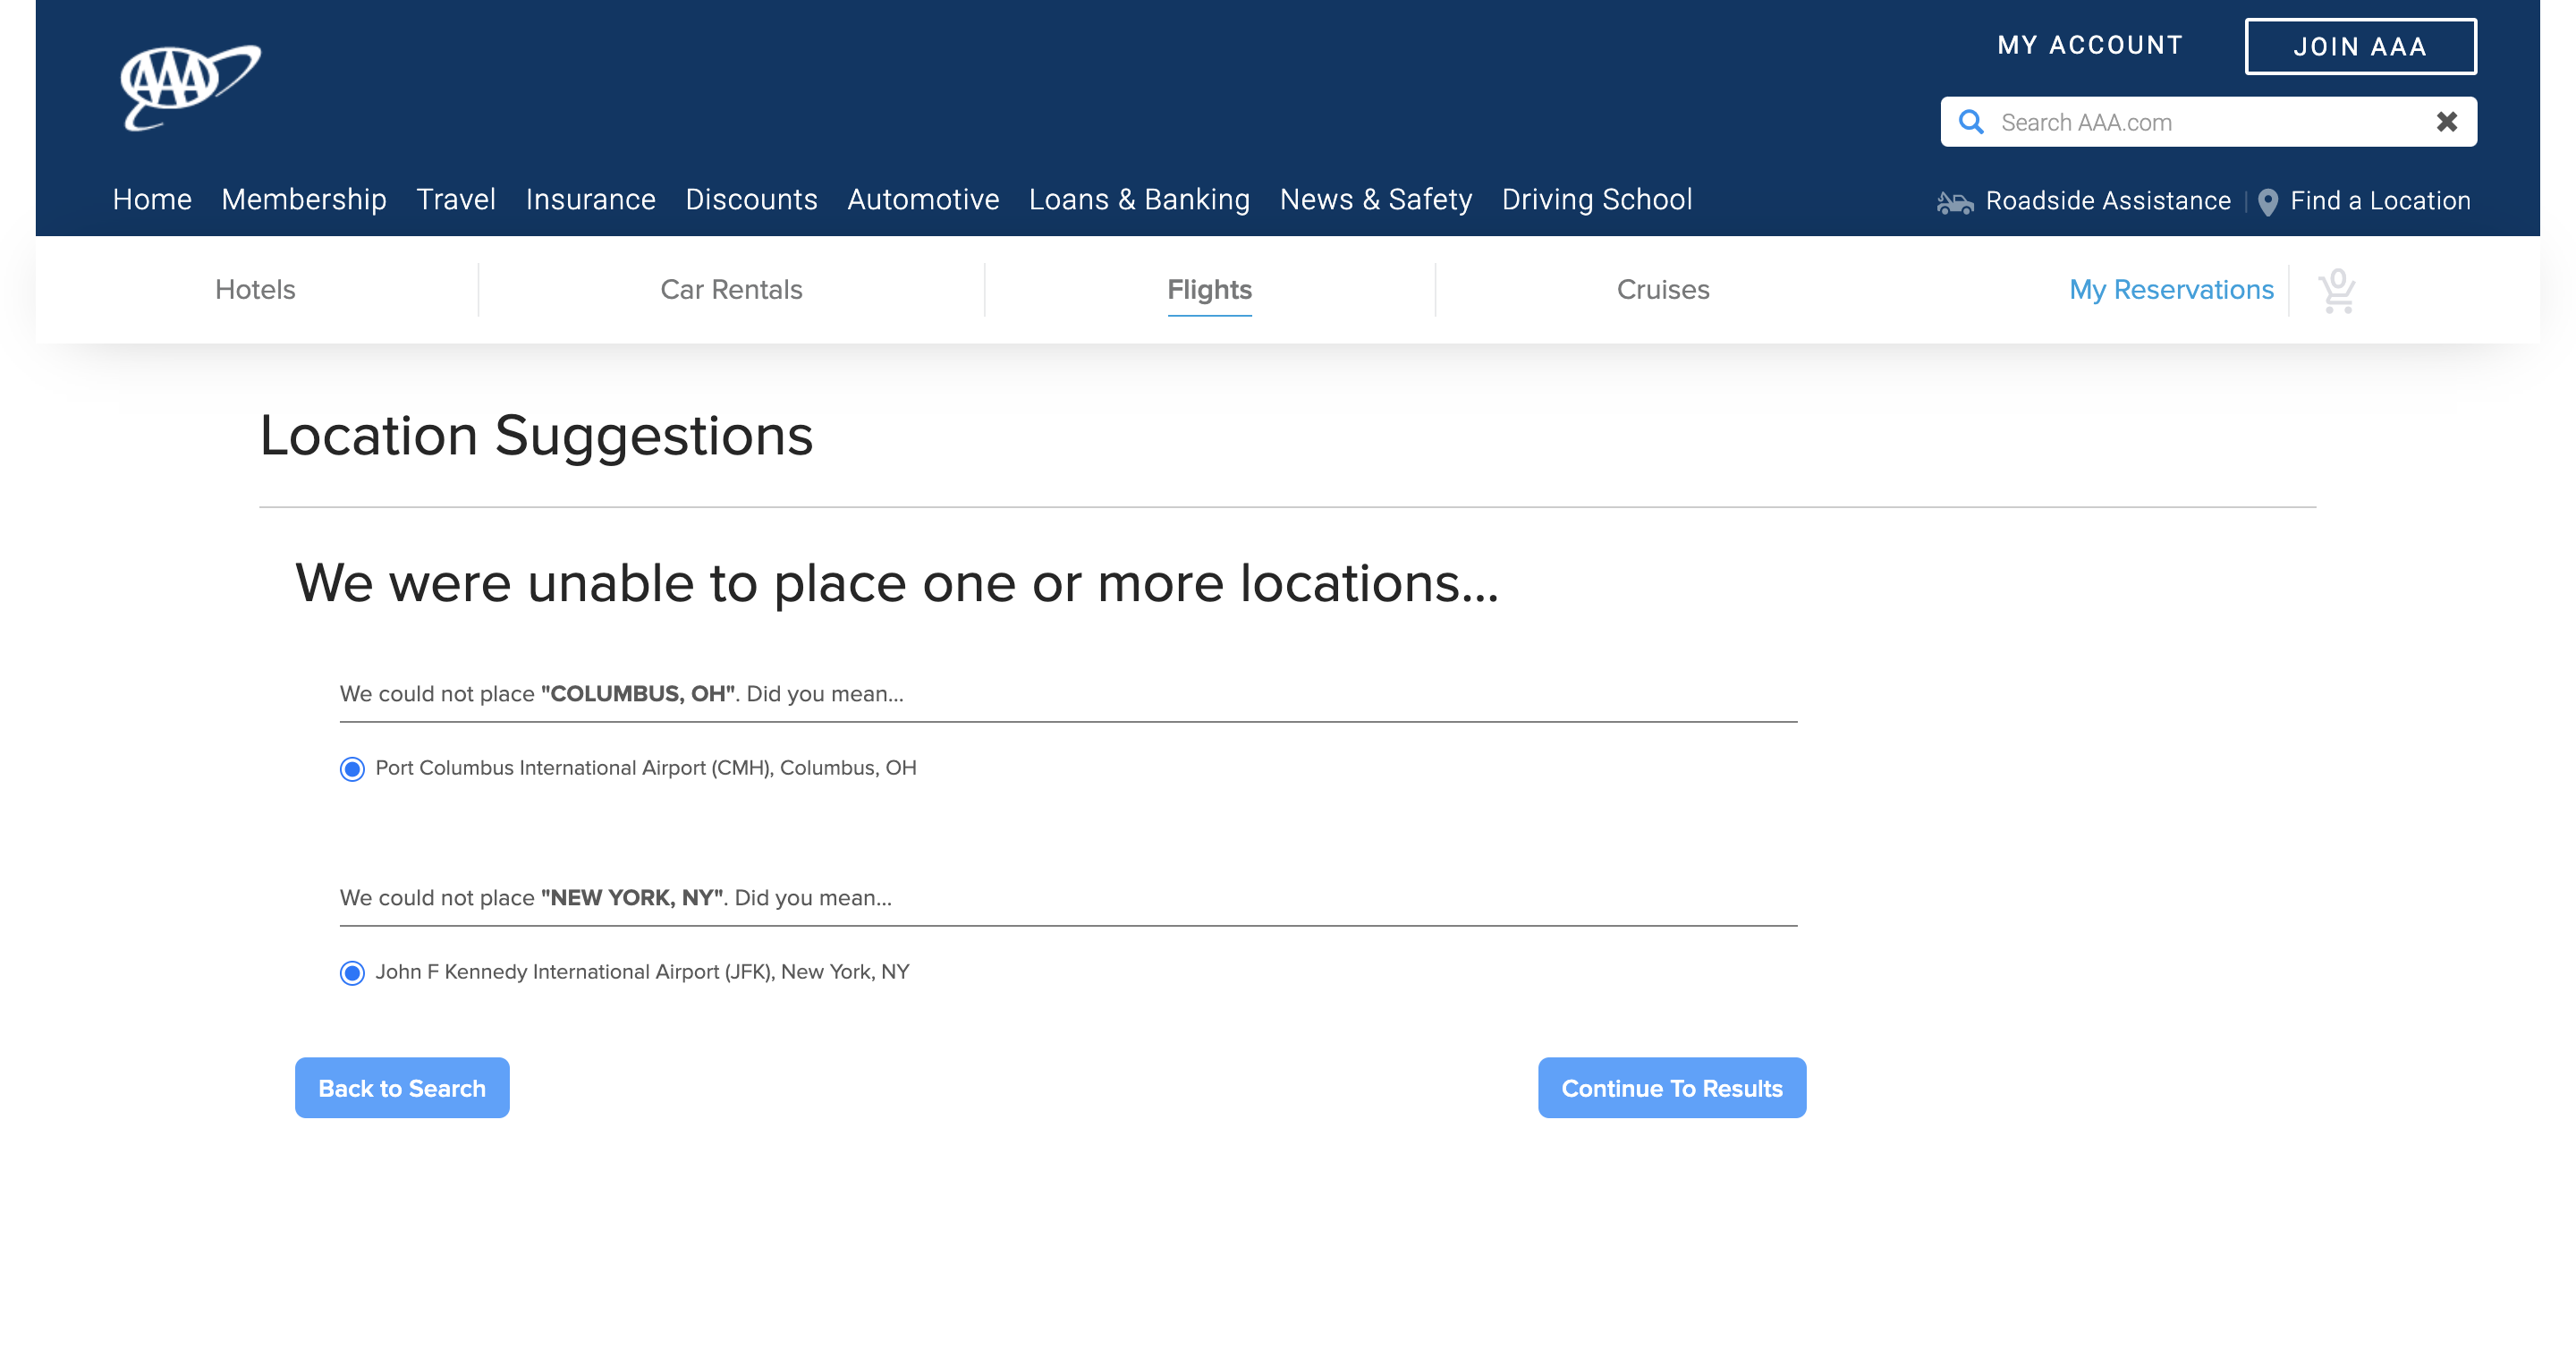 AAA
MY ACCOUNT
JOIN AAA
Search AAA.com
Home Membership Travel Insurance Discounts Automotive Loans & Banking News & Safety Driving School
Roadside Assistance
Find a Location
Hotels
Car Rentals
Flights
Cruises
My Reservations
0
Location Suggestions
We were unable to place one or more locations...
We could not place "COLUMBUS, OH". Did you mean...
Port Columbus International Airport (CMH), Columbus, OH
We could not place "NEW YORK, NY". Did you mean...
John F Kennedy International Airport (JFK), New York, NY
Back to Search
Continue To Results